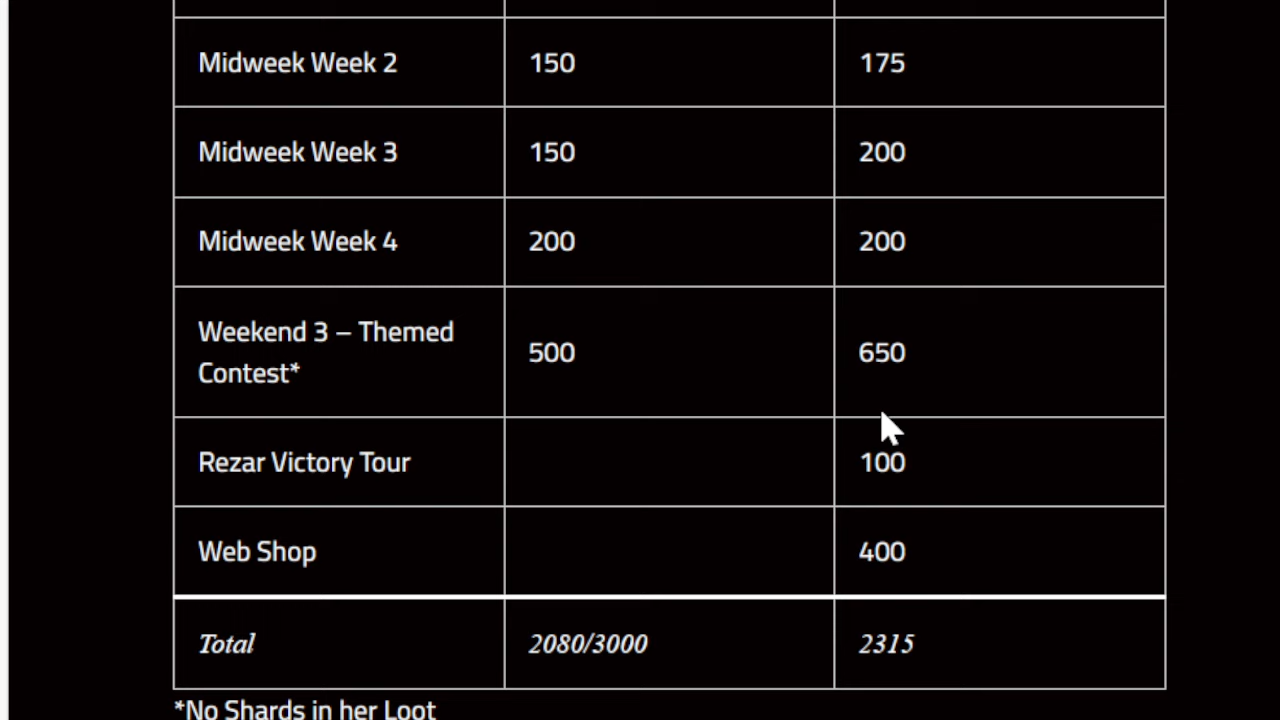 Midweek Week 2 150 175
Midweek Week 3 150 200
Midweek Week 4 200 200
Weekend 3 – Themed
Contest* 500 650
Rezar Victory Tour 100
Web Shop 400
Total 2080/3000 2315
*No Shards in her Loot